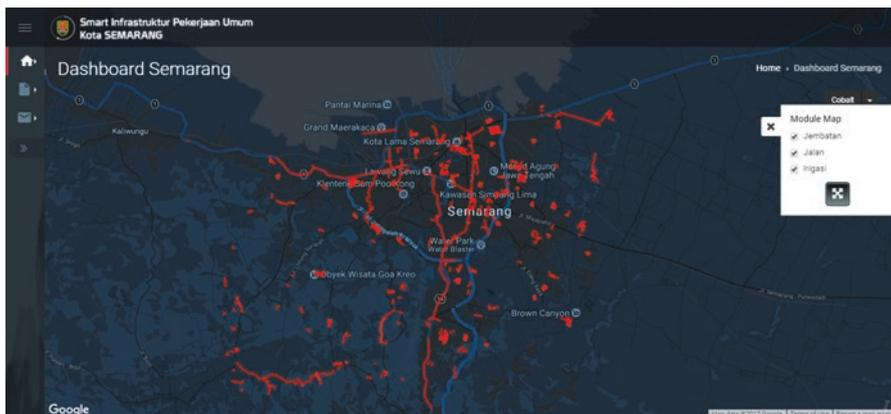 Smart Infrastruktur Pekerjaan Umum
Kota SEMARANG
Dashboard Semarang
Home › Dashboard Semarang
Cobalt
Module Map
Jembatan
Jalan
Irigasi
Pantai Marina
Grand Maerakaca
Kaliwungu
Kota Lama Semarang
Lawang Sewu
Masjid Agung
Jawa Tengah
Klenteng Sam Poo Kong
Kawasan Simpang Lima
Semarang
Water Park
Water Blaster
Obyek Wisata Goa Kreo
Brown Canyon
Google